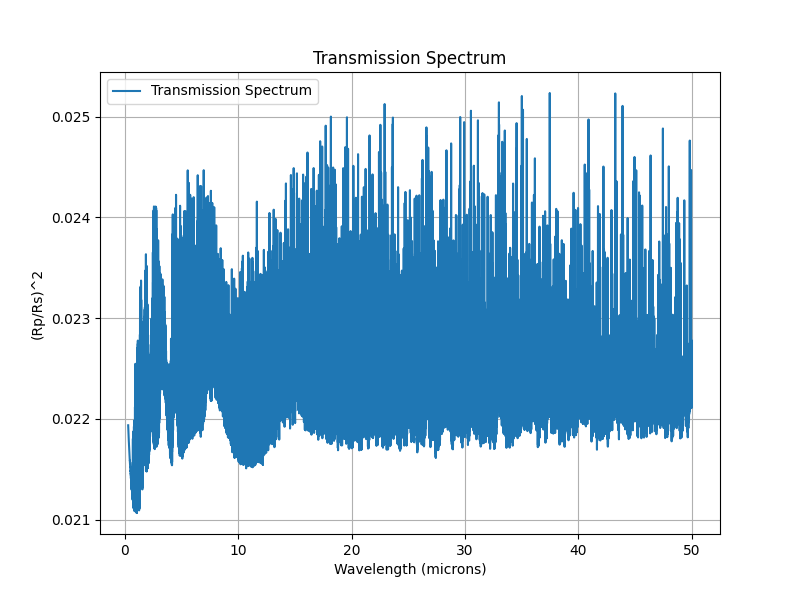 Transmission Spectrum
Transmission Spectrum
0.025
0.024
0.023
0.022
0.021
(Rp/Rs)^2
0 10 20 30 40 50
Wavelength (microns)